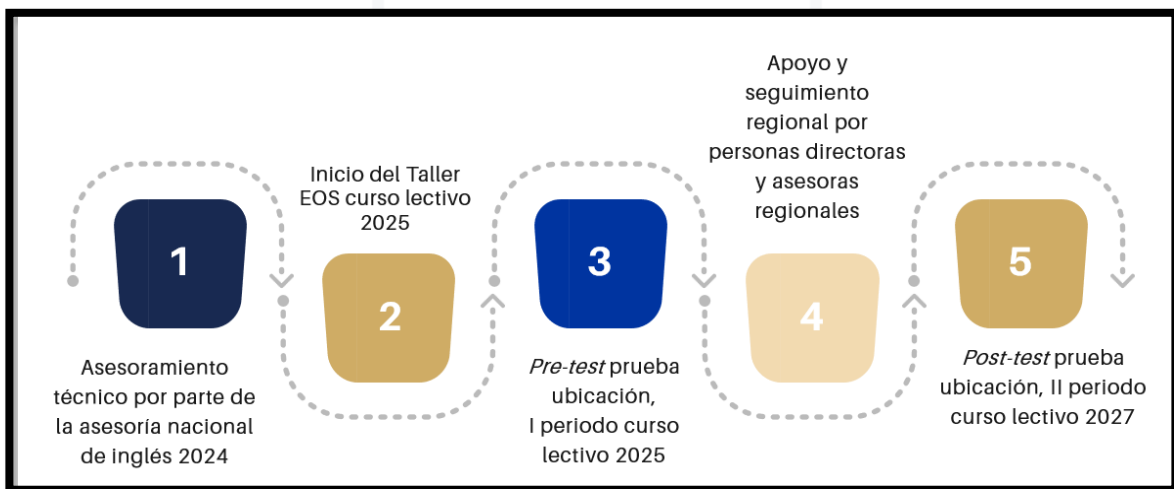 1
Asesoramiento
técnico por parte de
la asesoría nacional
de inglés 2024
Inicio del Taller
EOS curso lectivo
2025
2
3
Pre-test prueba
ubicación,
I periodo curso
lectivo 2025
Apoyo y
seguimiento
regional por
personas directoras
y asesoras
regionales
4
5
Post-test prueba
ubicación, II periodo
curso lectivo 2027